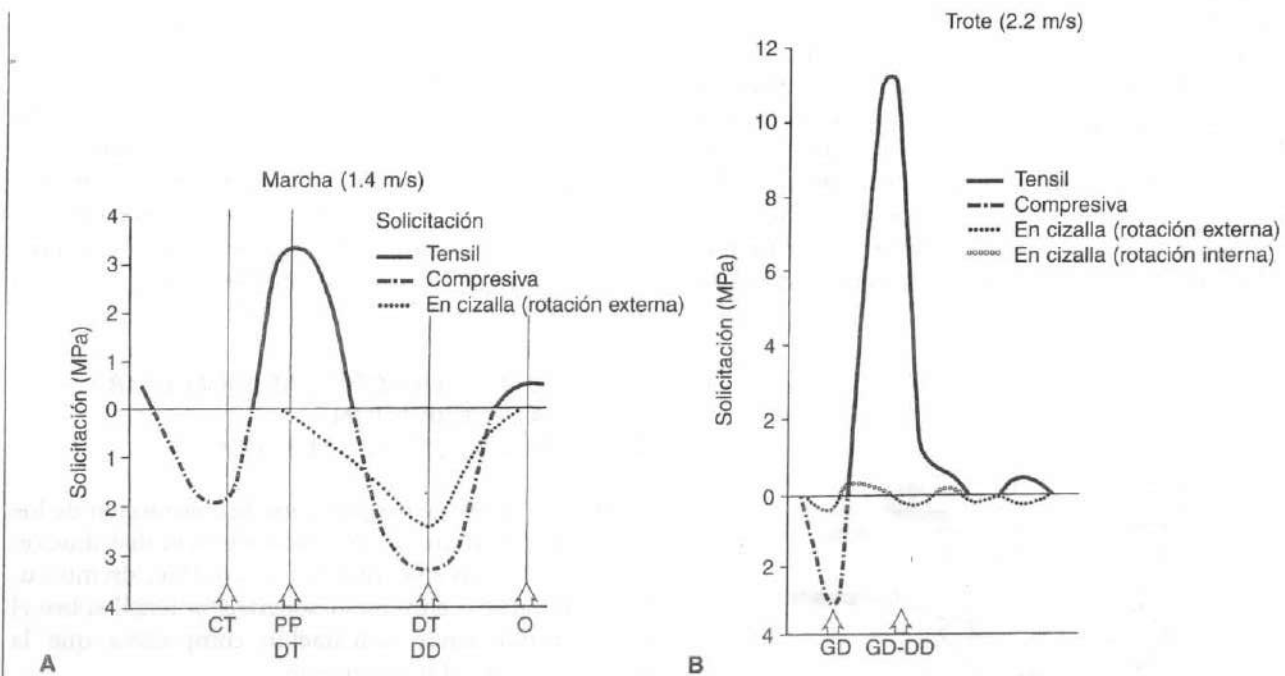 Marcha (1.4 m/s)
Solicitación (MPa)
4
3
2
1
0
1
2
3
4
Solicitación
Tensil
Compresiva
En cizalla (rotación externa)
CT
PP
DT
DT
DD
O
A
Trote (2.2 m/s)
Solicitación (MPa)
12
10
8
6
4
2
0
2
4
Tensil
Compresiva
En cizalla (rotación externa)
En cizalla (rotación interna)
GD
GD-DD
B